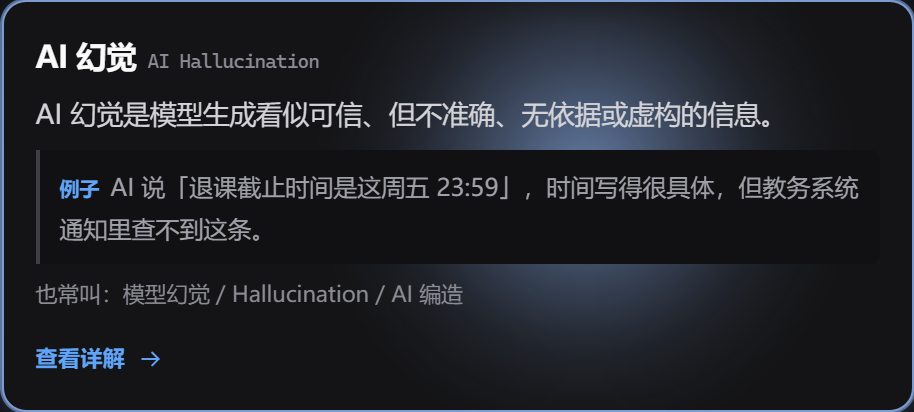 AI 幻觉 AI Hallucination
AI 幻觉是模型生成看似可信、但不准确、无依据或虚构的信息。
例子 AI 说「退课截止时间是这周五 23:59」，时间写得很具体，但教务系统
通知里查不到这条。
也常叫：模型幻觉 / Hallucination / AI 编造
查看详解 →